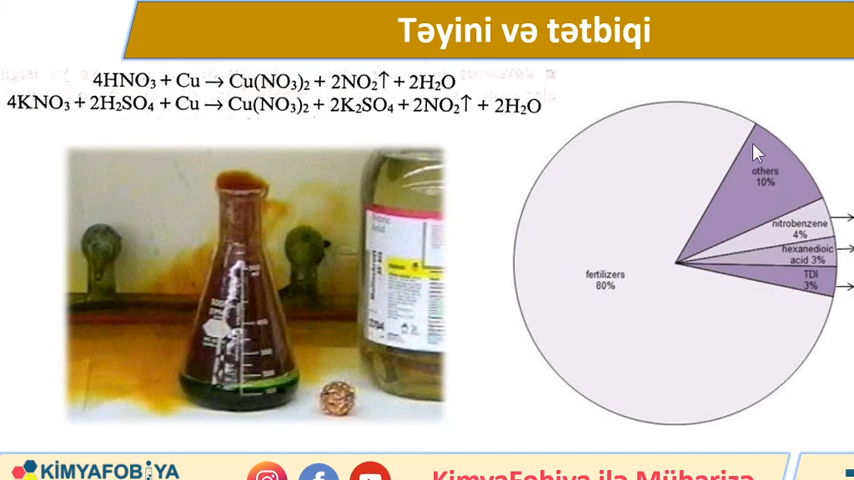 Təyini və tətbiqi
4HNO₃ + Cu → Cu(NO₃)₂ + 2NO₂↑ + 2H₂O
4KNO₃ + 2H₂SO₄ + Cu → Cu(NO₃)₂ + 2K₂SO₄ + 2NO₂↑ + 2H₂O
others
10%
nitrobenzene
4%
hexanedioic
acid 3%
TDI
3%
fertilizers
80%
KİMYAFOBİYA
KimyaFobiya ilə Mübarizə